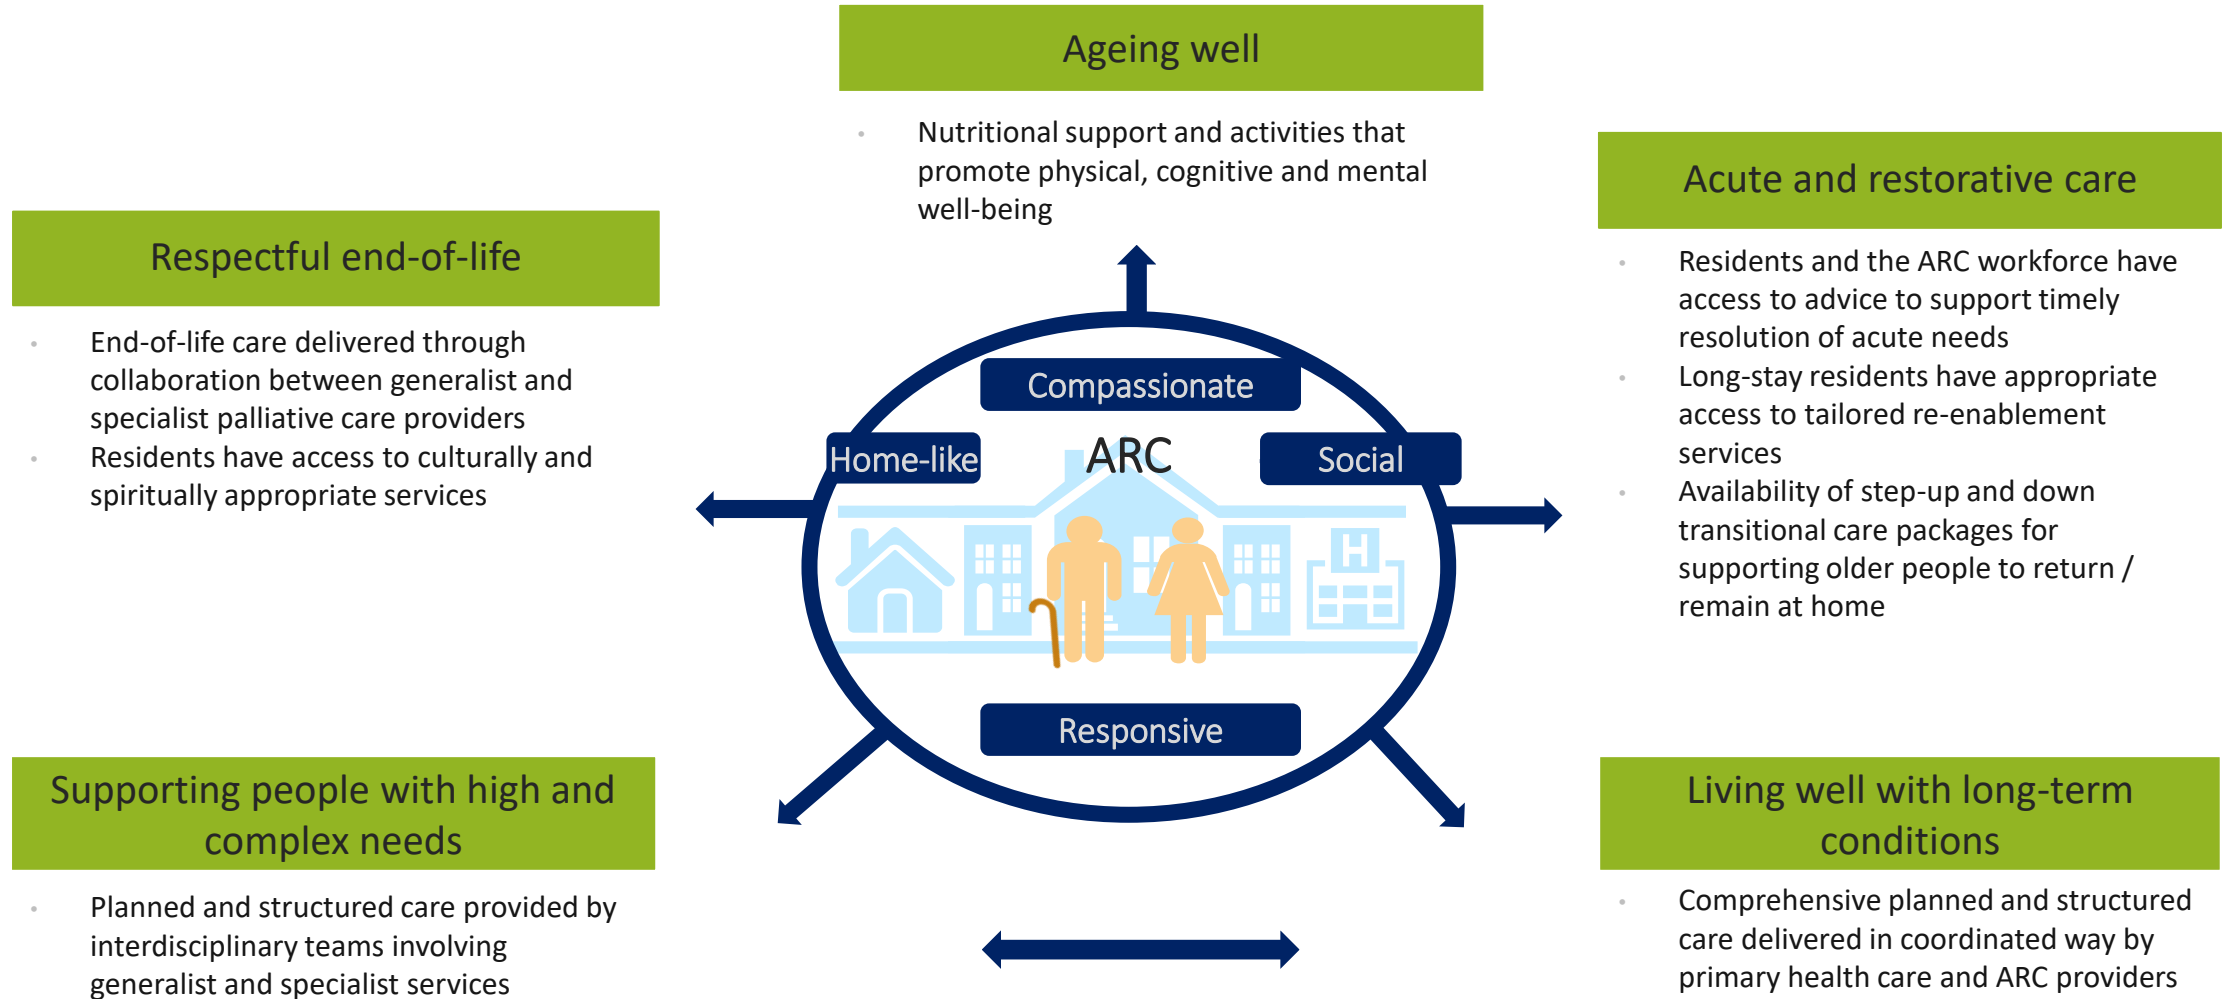 Ageing well
• Nutritional support and activities that
promote physical, cognitive and mental
well-being
Acute and restorative care
• Residents and the ARC workforce have
access to advice to support timely
resolution of acute needs
• Long-stay residents have appropriate
access to tailored re-enablement
services
• Availability of step-up and down
transitional care packages for
supporting older people to return /
remain at home
Respectful end-of-life
• End-of-life care delivered through
collaboration between generalist and
specialist palliative care providers
• Residents have access to culturally and
spiritually appropriate services
Compassionate
Home-like
ARC
Social
H
Responsive
Supporting people with high and
complex needs
• Planned and structured care provided by
interdisciplinary teams involving
generalist and specialist services
Living well with long-term
conditions
• Comprehensive planned and structured
care delivered in coordinated way by
primary health care and ARC providers